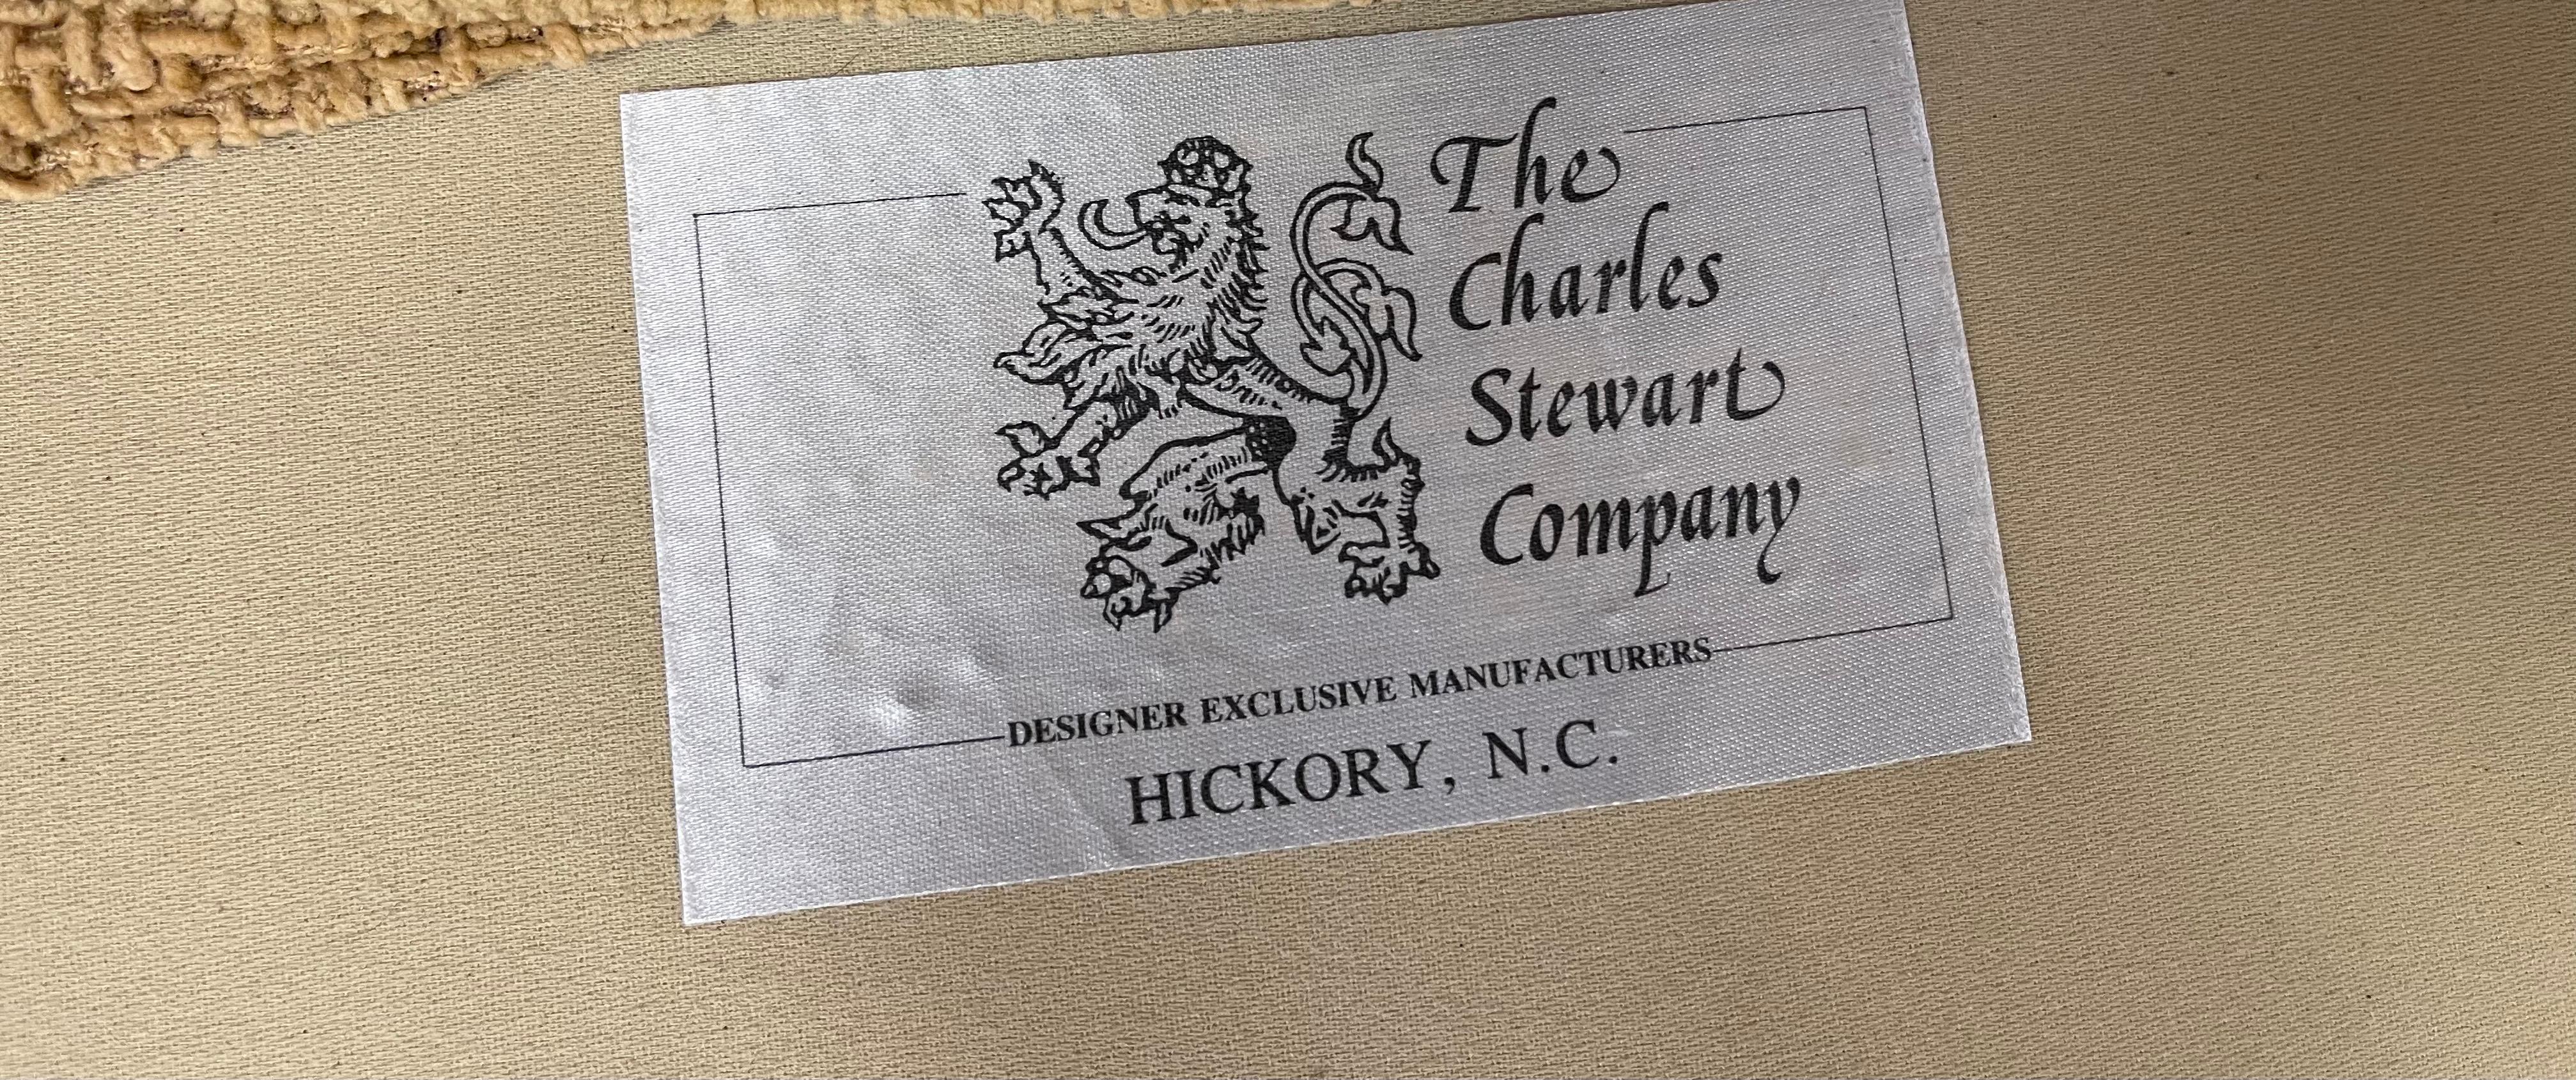 The
Charles
Stewart
Company
DESIGNER EXCLUSIVE MANUFACTURERS
HICKORY, N.C.